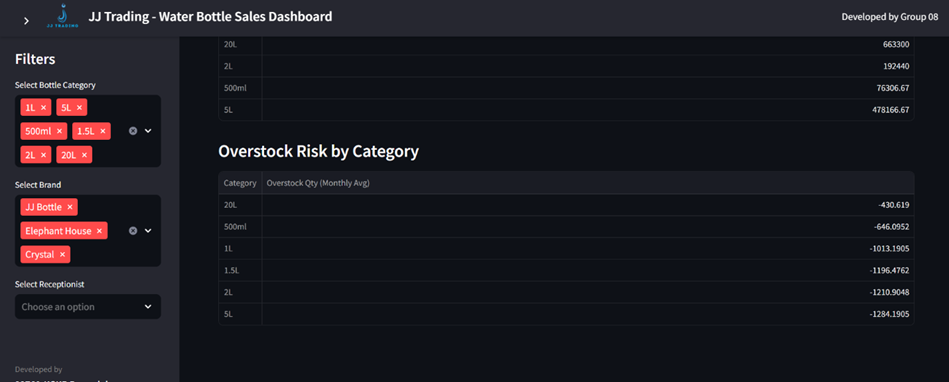 JJ TRADING
JJ Trading - Water Bottle Sales Dashboard
Developed by Group 08
Filters
Select Bottle Category
1L × 5L ×
500ml × 1.5L ×
2L × 20L ×
Select Brand
JJ Bottle ×
Elephant House ×
Crystal ×
Select Receptionist
Choose an option
Developed by
20L 663300
2L 192440
500ml 76306.67
5L 478166.67
Overstock Risk by Category
Category Overstock Qty (Monthly Avg)
20L -430.619
500ml -646.0952
1L -1013.1905
1.5L -1196.4762
2L -1210.9048
5L -1284.1905